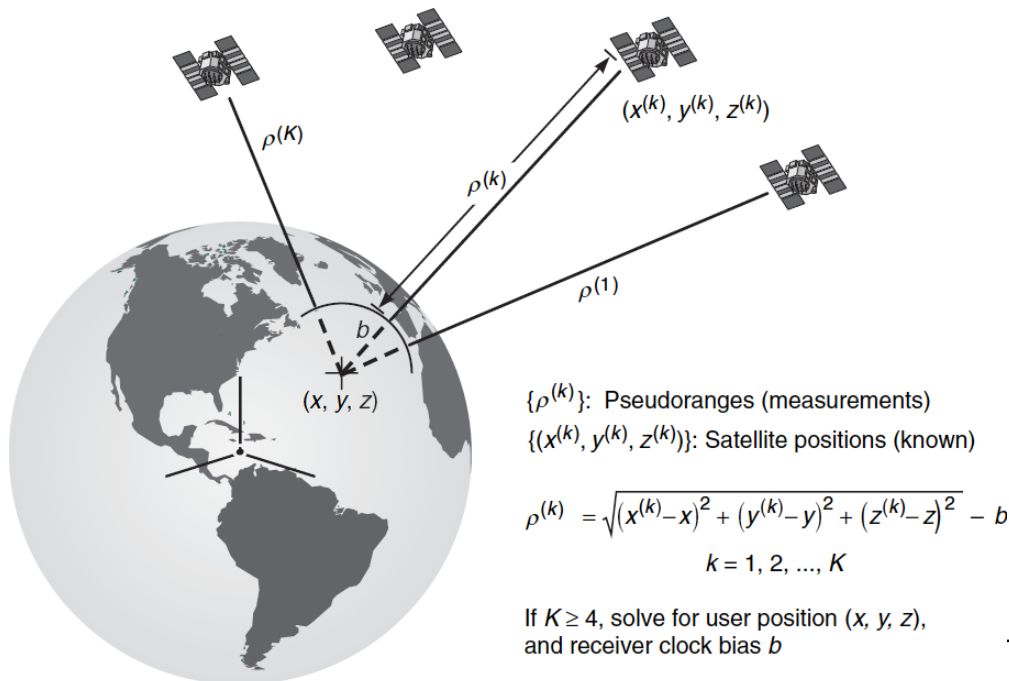 (x⁽ᵏ⁾, y⁽ᵏ⁾, z⁽ᵏ⁾)
ρ⁽ᴷ⁾
ρ⁽ᵏ⁾
ρ⁽¹⁾
b
(x, y, z)
{ρ⁽ᵏ⁾}: Pseudoranges (measurements)
{(x⁽ᵏ⁾, y⁽ᵏ⁾, z⁽ᵏ⁾)}: Satellite positions (known)
ρ⁽ᵏ⁾ = √(x⁽ᵏ⁾–x)² + (y⁽ᵏ⁾–y)² + (z⁽ᵏ⁾–z)² – b
k = 1, 2, ..., K
If K ≥ 4, solve for user position (x, y, z),
and receiver clock bias b